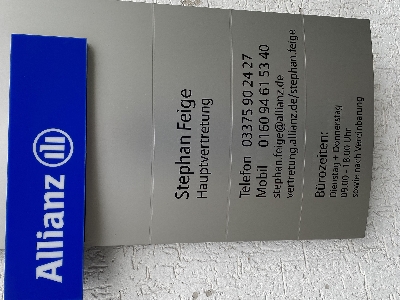 Allianz
Stephan Feige
Hauptvertretung
Telefon 03375 90 24 27
Mobil 0160 94 61 53 40
stephan.feige@allianz.de
vertretung.allianz.de/stephan.feige
Bürozeiten:
Dienstag + Donnerstag
09:00 - 18:00 Uhr
sowie nach Vereinbarung